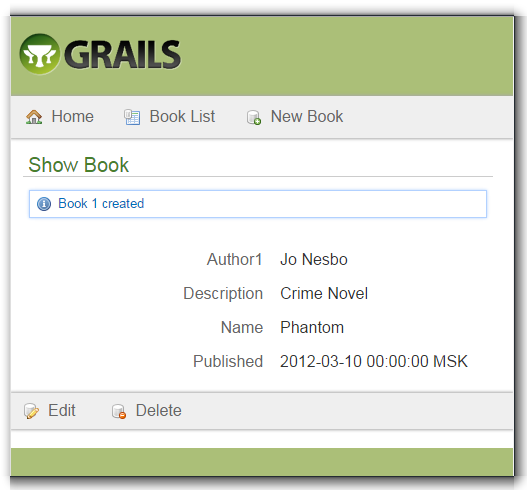 GRAILS
Home Book List New Book
Show Book
Book 1 created
Author1 Jo Nesbo
Description Crime Novel
Name Phantom
Published 2012-03-10 00:00:00 MSK
Edit Delete